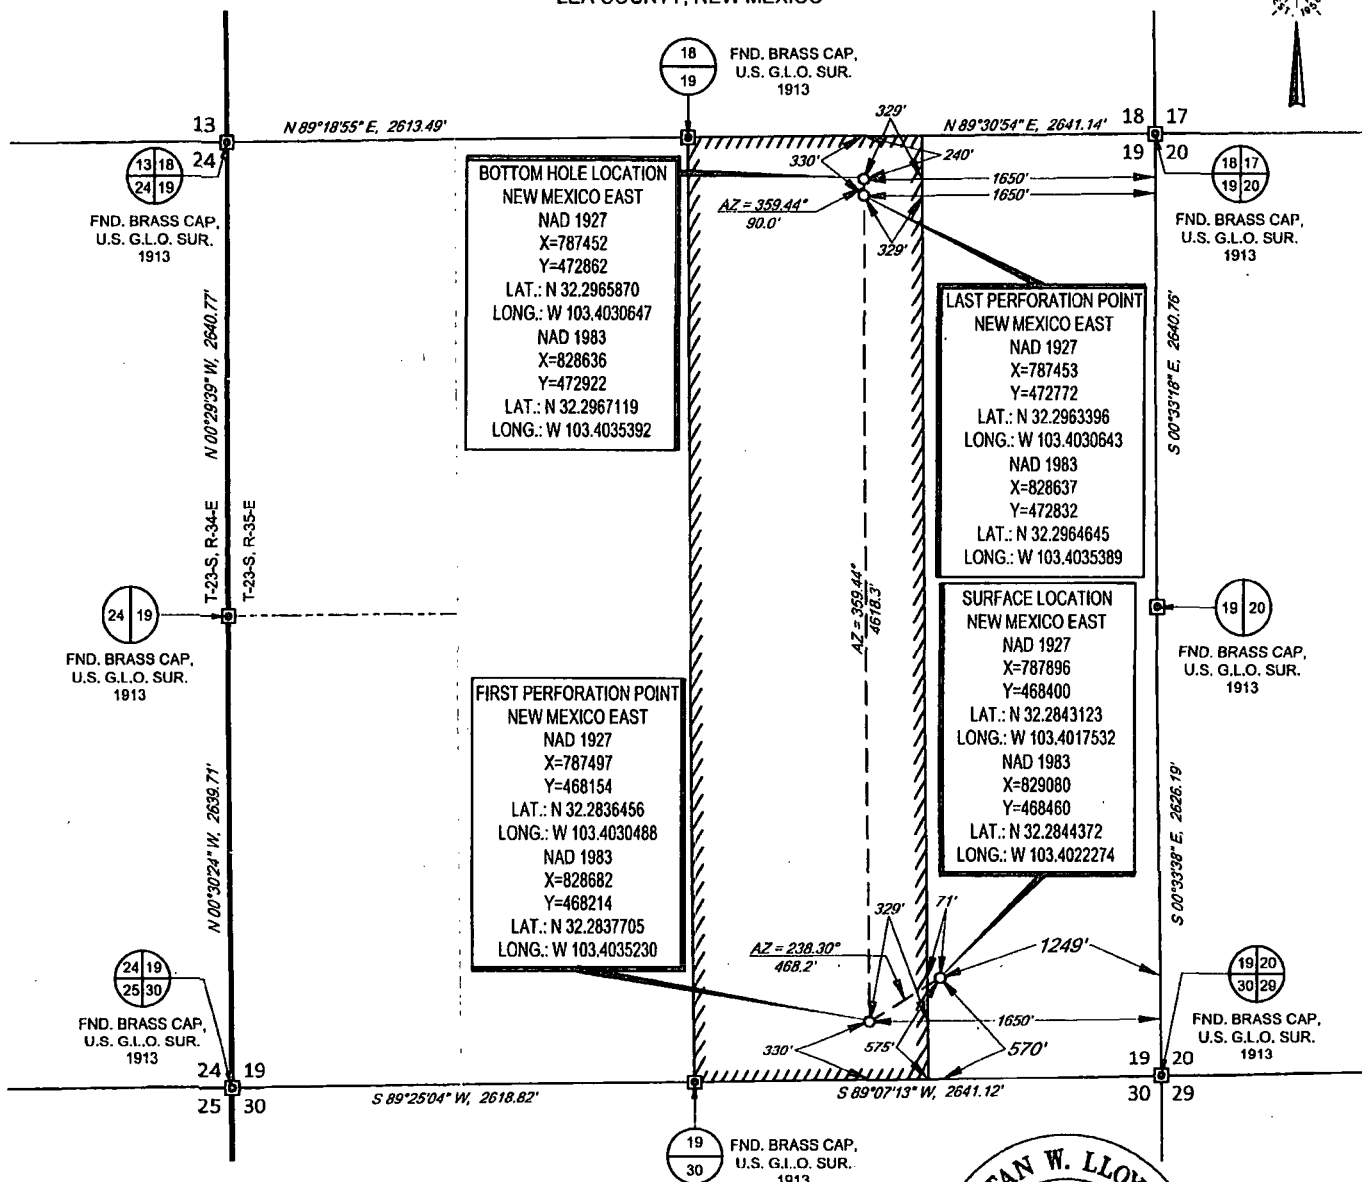 LEA COUNTY, NEW MEXICO
EST. 1958
18
19
FND. BRASS CAP,
U.S. G.L.O. SUR.
1913
13
24
N 89°18'55" E, 2613.49'
329'
N 89°30'54" E, 2641.14'
18 17
19 20
13 18
24 19
FND. BRASS CAP,
U.S. G.L.O. SUR.
1913
330'
240'
1650'
1650'
18 17
19 20
FND. BRASS CAP,
U.S. G.L.O. SUR.
1913
AZ = 359.44°
90.0'
329'
BOTTOM HOLE LOCATION
NEW MEXICO EAST
NAD 1927
X=787452
Y=472862
LAT.: N 32.2965870
LONG.: W 103.4030647
NAD 1983
X=828636
Y=472922
LAT.: N 32.2967119
LONG.: W 103.4035392
LAST PERFORATION POINT
NEW MEXICO EAST
NAD 1927
X=787453
Y=472772
LAT.: N 32.2963396
LONG.: W 103.4030643
NAD 1983
X=828637
Y=472832
LAT.: N 32.2964645
LONG.: W 103.4035389
N 00°29'39" W, 2640.77'
S 00°33'18" E, 2640.76'
T-23-S, R-34-E
T-23-S, R-35-E
24 19
FND. BRASS CAP,
U.S. G.L.O. SUR.
1913
AZ = 359.44°
4618.3'
19 20
FND. BRASS CAP,
U.S. G.L.O. SUR.
1913
SURFACE LOCATION
NEW MEXICO EAST
NAD 1927
X=787896
Y=468400
LAT.: N 32.2843123
LONG.: W 103.4017532
NAD 1983
X=829080
Y=468460
LAT.: N 32.2844372
LONG.: W 103.4022274
FIRST PERFORATION POINT
NEW MEXICO EAST
NAD 1927
X=787497
Y=468154
LAT.: N 32.2836456
LONG.: W 103.4030488
NAD 1983
X=828682
Y=468214
LAT.: N 32.2837705
LONG.: W 103.4035230
N 00°30'24" W, 2639.71'
S 00°33'38" E, 2626.19'
329'
71'
AZ = 238.30°
468.2'
1249'
1650'
330'
575'
570'
24 19
25 30
FND. BRASS CAP,
U.S. G.L.O. SUR.
1913
19 20
30 29
FND. BRASS CAP,
U.S. G.L.O. SUR.
1913
24 19
25 30
S 89°25'04" W, 2618.82'
S 89°07'13" W, 2641.12'
19 20
30 29
19
30
FND. BRASS CAP,
U.S. G.L.O. SUR.
1913
W. LLOY